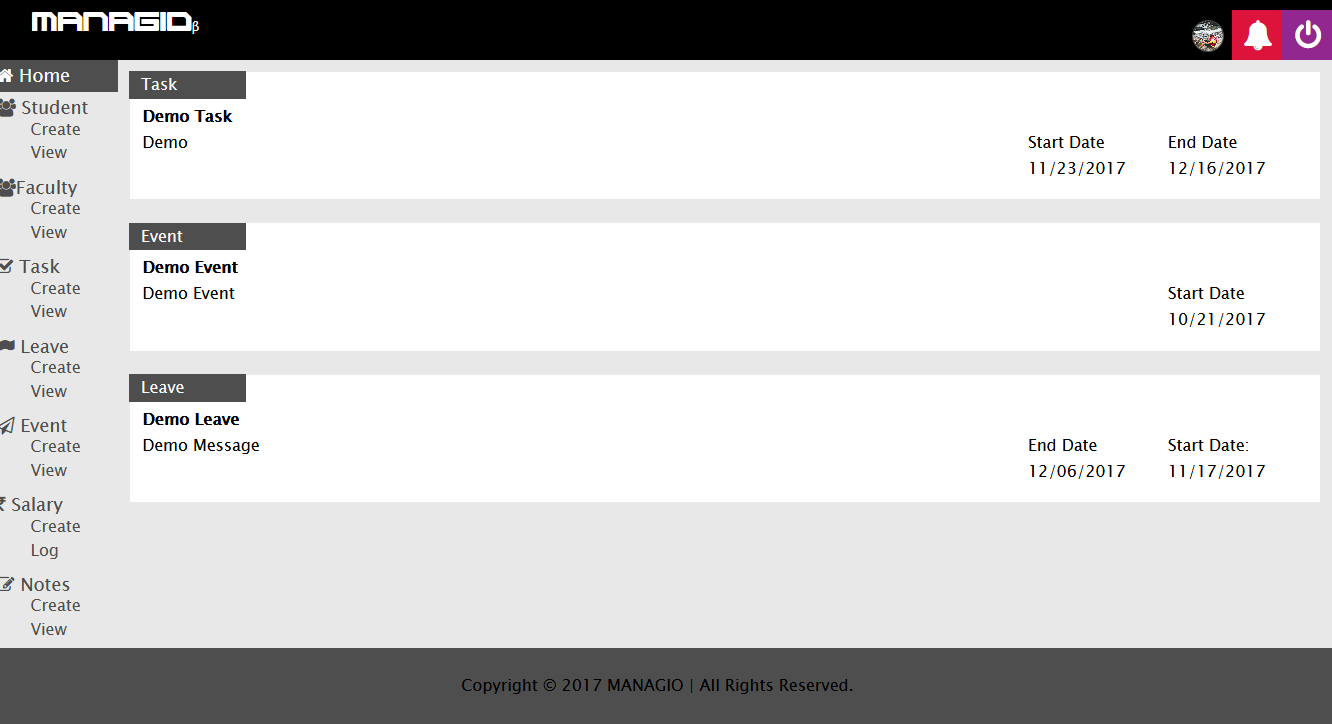 MANAGIO β
Home
Student
Create
View
Faculty
Create
View
Task
Create
View
Leave
Create
View
Event
Create
View
₹ Salary
Create
Log
Notes
Create
View
Task
Demo Task
Demo
Start Date End Date
11/23/2017 12/16/2017
Event
Demo Event
Demo Event
Start Date
10/21/2017
Leave
Demo Leave
Demo Message
End Date Start Date:
12/06/2017 11/17/2017
Copyright © 2017 MANAGIO | All Rights Reserved.